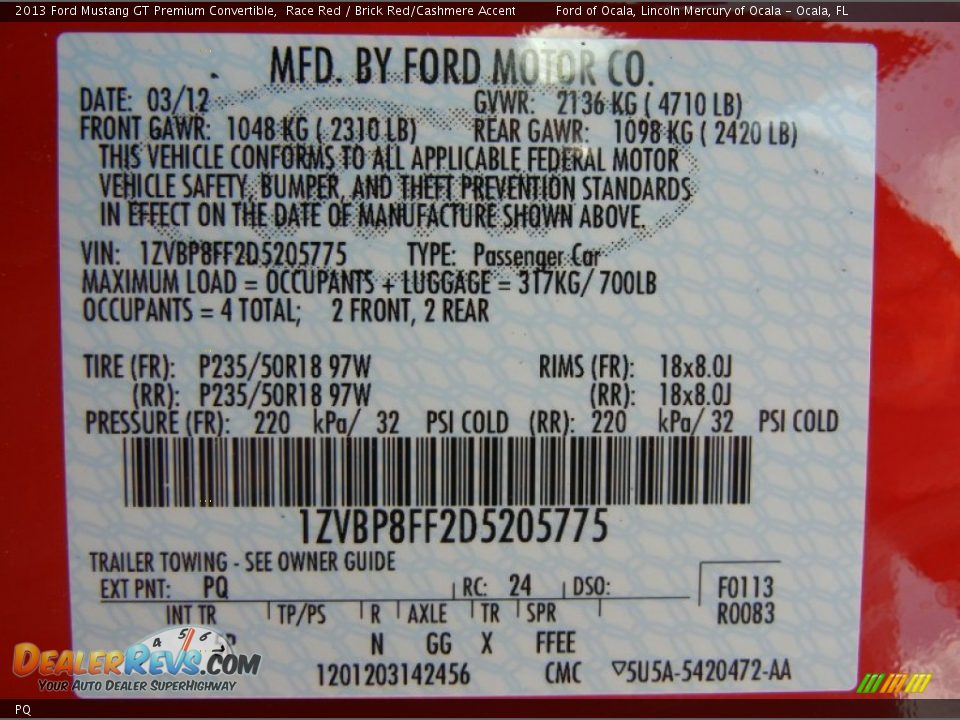 2013 Ford Mustang GT Premium Convertible,  Race Red / Brick Red/Cashmere Accent Ford of Ocala, Lincoln Mercury of Ocala - Ocala, FL
MFD. BY FORD MOTOR CO.
DATE: 03/12 GVWR: 2136 KG ( 4710 LB)
FRONT GAWR: 1048 KG ( 2310 LB) REAR GAWR: 1098 KG ( 2420 LB)
THIS VEHICLE CONFORMS TO ALL APPLICABLE FEDERAL MOTOR
VEHICLE SAFETY, BUMPER, AND THEFT PREVENTION STANDARDS
IN EFFECT ON THE DATE OF MANUFACTURE SHOWN ABOVE.
VIN: 1ZVBP8FF2D5205775 TYPE: Passenger Car
MAXIMUM LOAD = OCCUPANTS + LUGGAGE = 317KG/ 700LB
OCCUPANTS = 4 TOTAL; 2 FRONT, 2 REAR
TIRE (FR): P235/50R18 97W RIMS (FR): 18x8.0J
(RR): P235/50R18 97W (RR): 18x8.0J
PRESSURE (FR): 220 kPa/ 32 PSI COLD (RR): 220 kPa/ 32 PSI COLD
1ZVBP8FF2D5205775
TRAILER TOWING - SEE OWNER GUIDE
EXT PNT: PQ RC: 24 DSO: F0113
INT TR TP/PS R AXLE TR SPR R0083
N GG X FFEE
4 5 6
DEALERREVS.COM
YOUR AUTO DEALER SUPERHIGHWAY
1201203142456 CMC ▽5U5A-5420472-AA
PQ